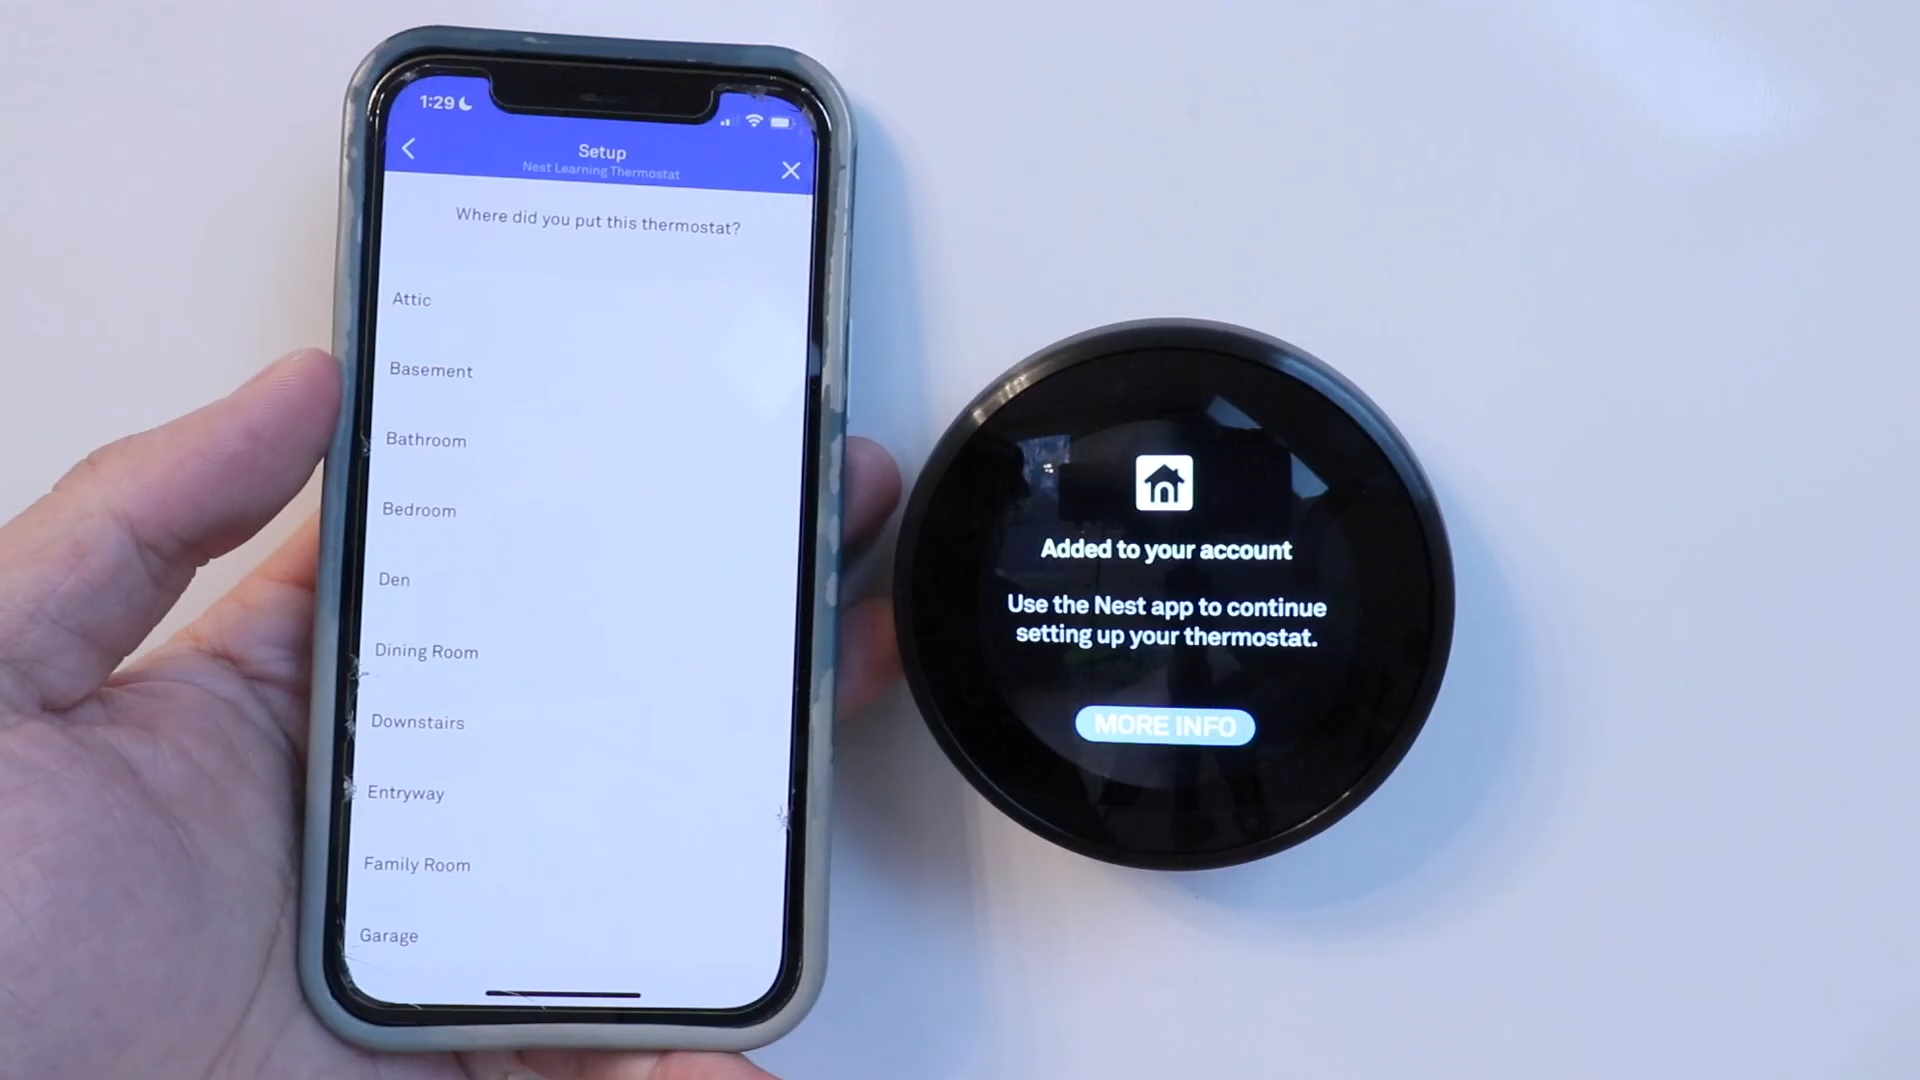 1:29
Setup
Nest Learning Thermostat
Where did you put this thermostat?
Attic
Basement
Bathroom
Bedroom
Den
Dining Room
Downstairs
Entryway
Family Room
Garage
Added to your account
Use the Nest app to continue
setting up your thermostat.
MORE INFO